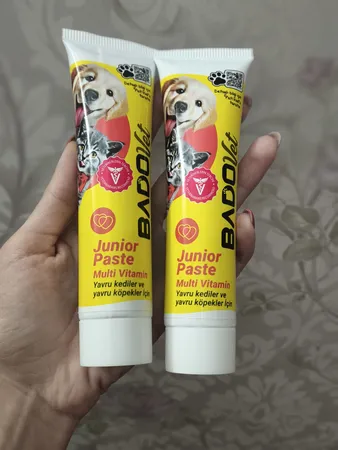 BADOVet
Junior
Paste
Multi Vitamin
Yavru kediler ve
yavru köpekler için
BADOVet
Junior
Paste
Multi Vitamin
Yavru kediler ve
yavru köpekler için